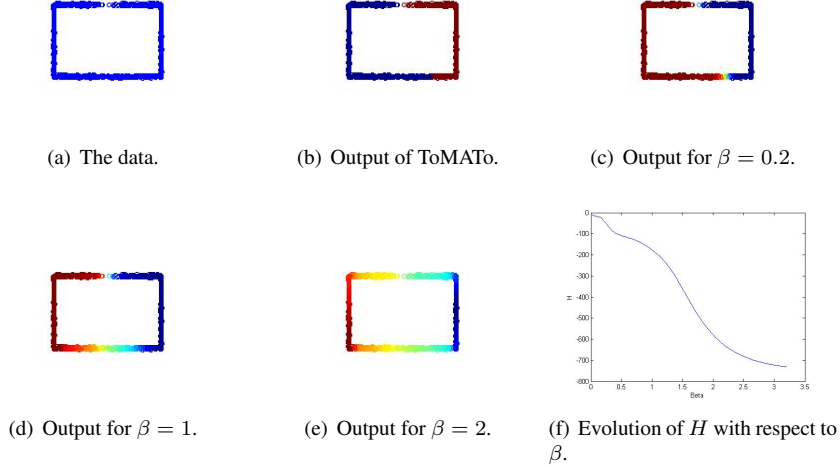 (a) The data.
(b) Output of ToMATo.
(c) Output for β = 0.2.
0
-100
-200
-300
-400
-500
-600
-700
-800
H
0 0.5 1 1.5 2 2.5 3 3.5
Beta
(d) Output for β = 1.
(e) Output for β = 2.
(f) Evolution of H with respect to
β.